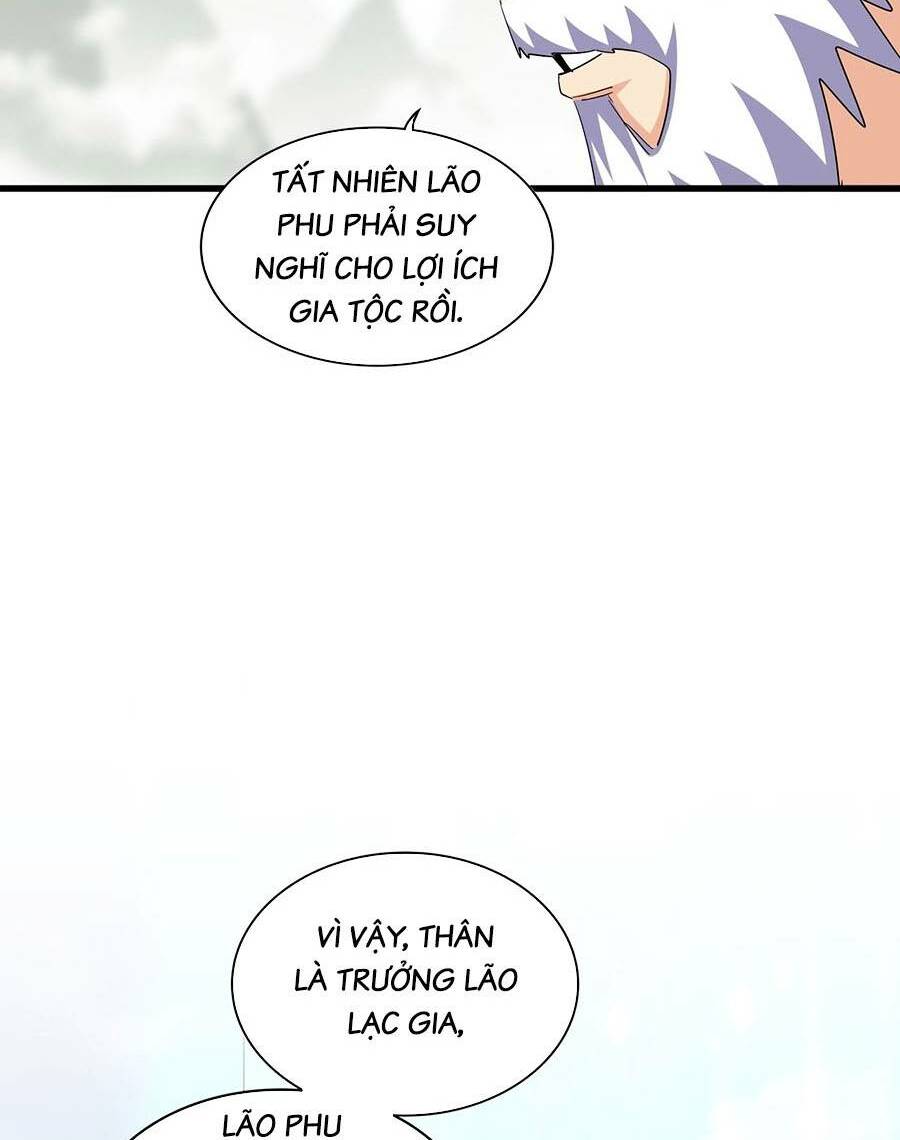 TẤT NHIÊN LÃO
PHU PHẢI SUY
NGHĨ CHO LỢI ÍCH
GIA TỘC RỒI.
VÌ VẬY, THÂN
LÀ TRƯỞNG LÃO
LẠC GIA,
LÃO PHU